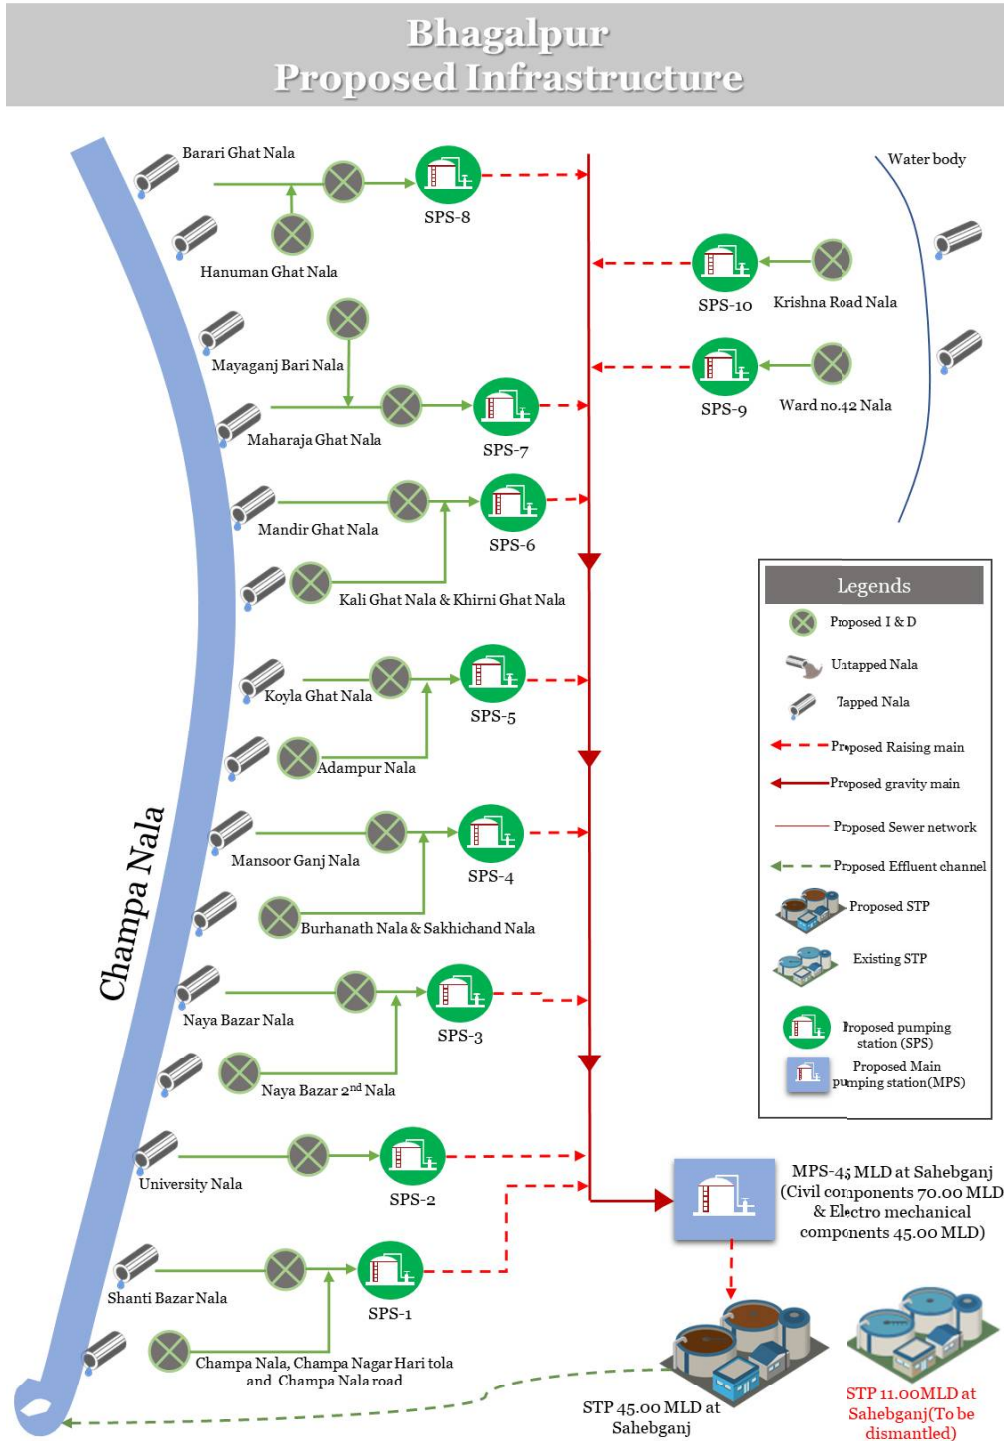 Bhagalpur
Proposed Infrastructure
Barari Ghat Nala
SPS-8
Hanuman Ghat Nala
Water body
SPS-10
Krishna Road Nala
Mayaganj Bari Nala
SPS-9
Ward no.42 Nala
Maharaja Ghat Nala
SPS-7
Mandir Ghat Nala
SPS-6
Kali Ghat Nala & Khirni Ghat Nala
Koyla Ghat Nala
SPS-5
Adampur Nala
Champa Nala
Mansoor Ganj Nala
SPS-4
Burhanath Nala & Sakhichand Nala
Naya Bazar Nala
SPS-3
Naya Bazar 2nd Nala
University Nala
SPS-2
Shanti Bazar Nala
SPS-1
Champa Nala, Champa Nagar Hari tola
and Champa Nala road
Legends
Proposed I & D
Untapped Nala
Tapped Nala
Proposed Raising main
Proposed gravity main
Proposed Sewer network
Proposed Effluent channel
Proposed STP
Existing STP
Proposed pumping
station (SPS)
Proposed Main
pumping station(MPS)
MPS-45 MLD at Sahebganj
(Civil components 70.00 MLD
& Electro mechanical
components 45.00 MLD)
STP 45.00 MLD at
Sahebganj
STP 11.00MLD at
Sahebganj(To be
dismantled)